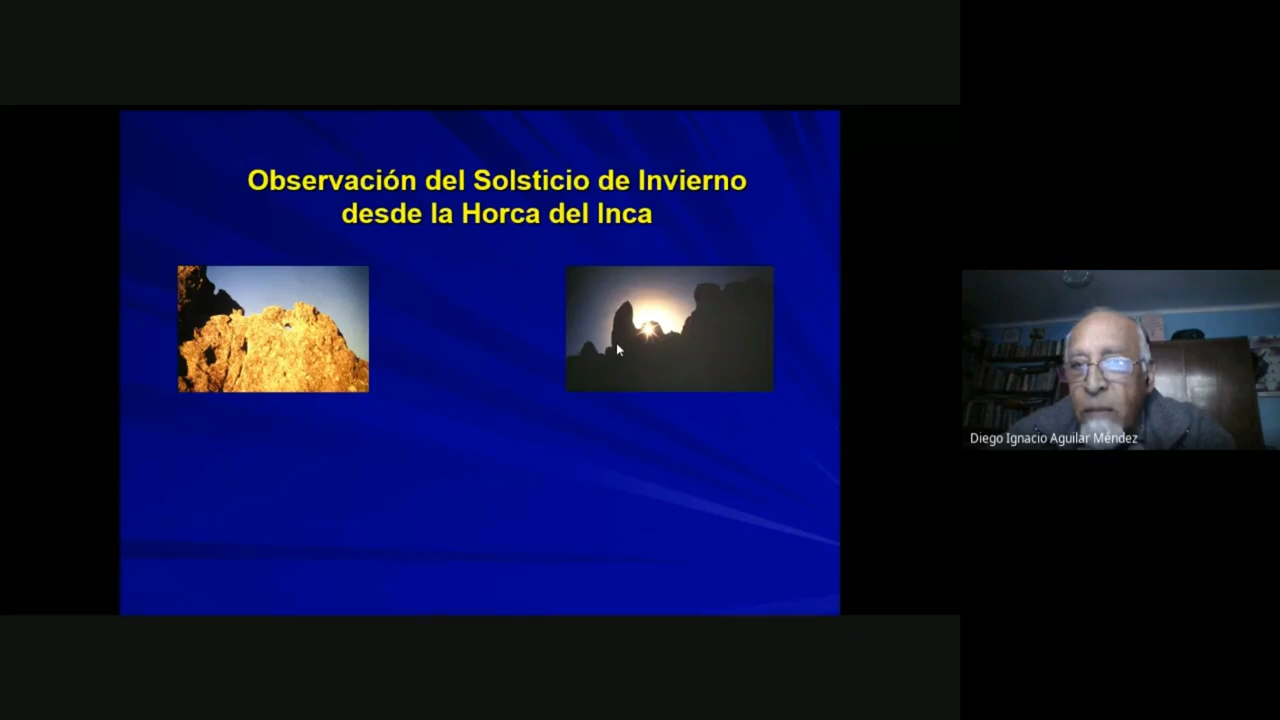 Observación del Solsticio de Invierno
desde la Horca del Inca
Diego Ignacio Aguilar Méndez